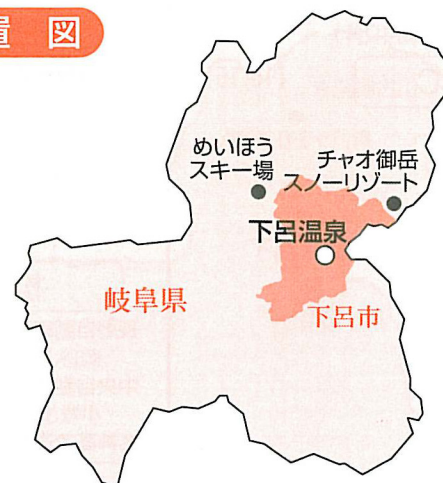 置 図
めいほう
スキー場
チャオ御岳
スノーリゾート
下呂温泉
岐阜県
下呂市